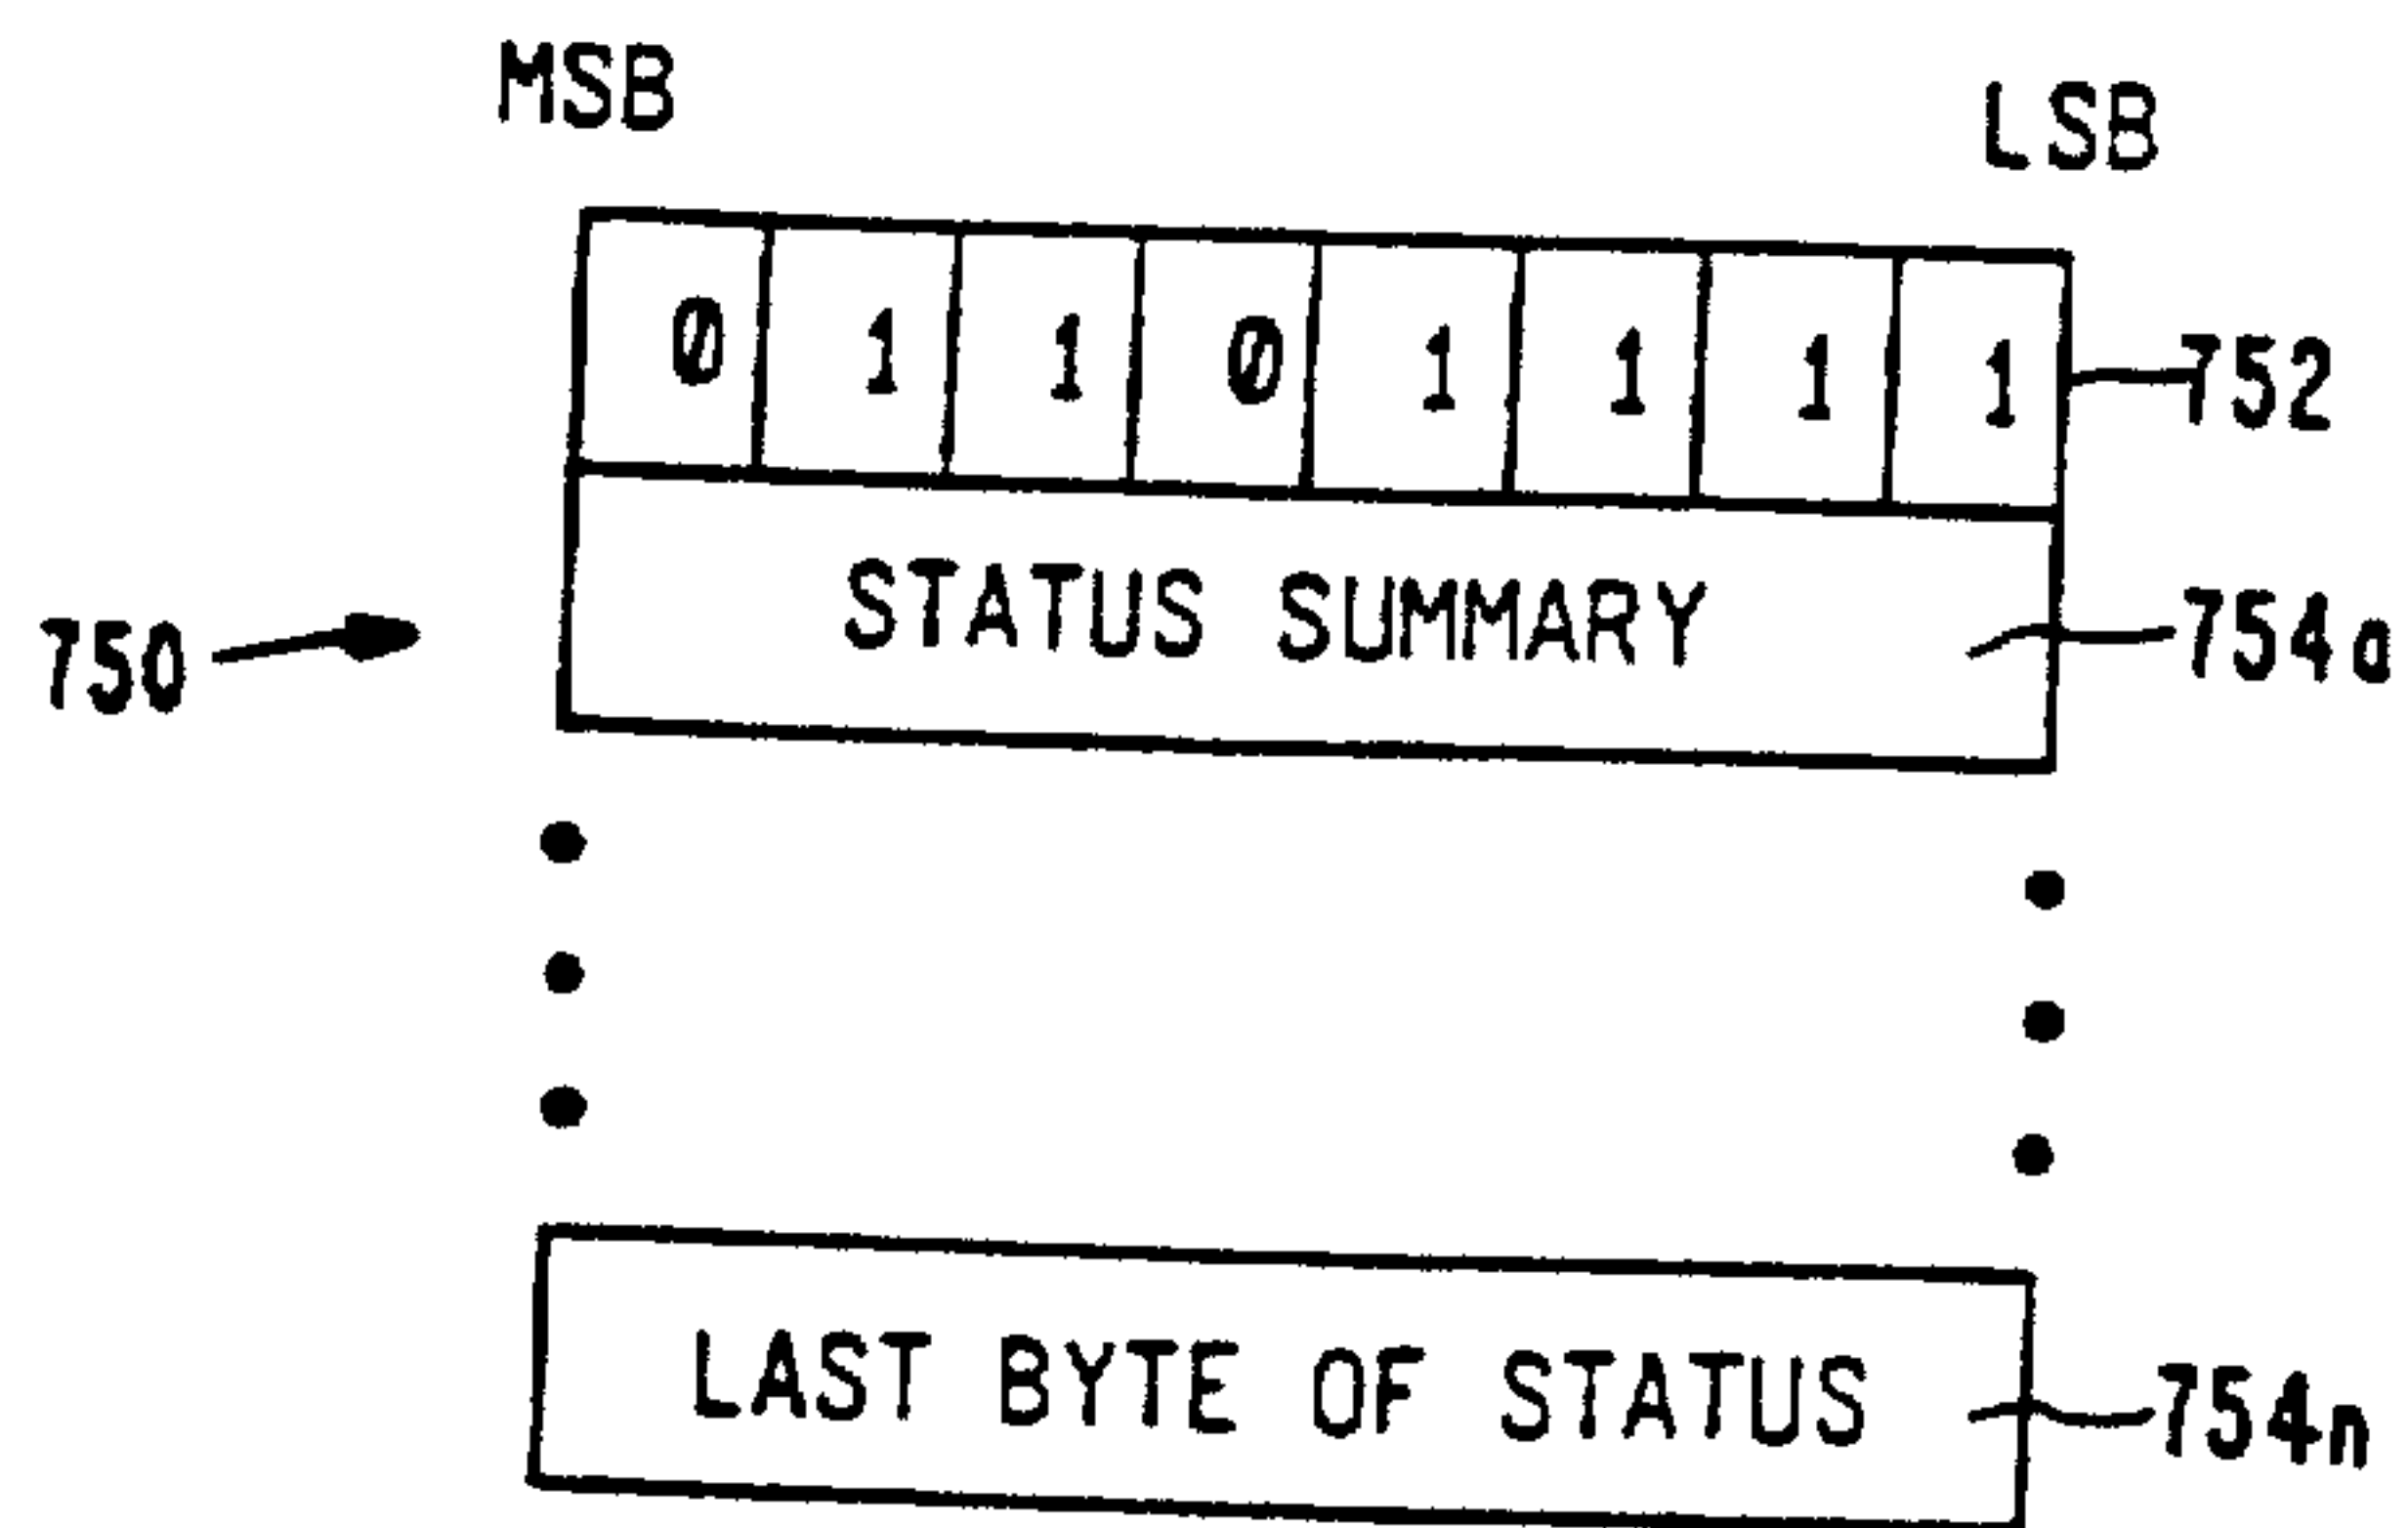 MSB LSB
0 1 1 0 1 1 1 1 752
750 STATUS SUMMARY 754a
LAST BYTE OF STATUS 754n